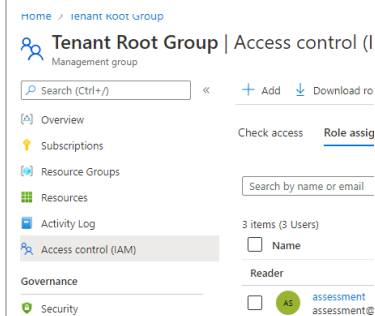 Home > Tenant Root Group
Tenant Root Group | Access control (I
Management group
Search (Ctrl+/)
«
+ Add
Download ro
Overview
Subscriptions
Resource Groups
Resources
Activity Log
Access control (IAM)
Governance
Security
Check access
Role assig
Search by name or email
3 items (3 Users)
Name
Reader
AS
assessment
assessment@